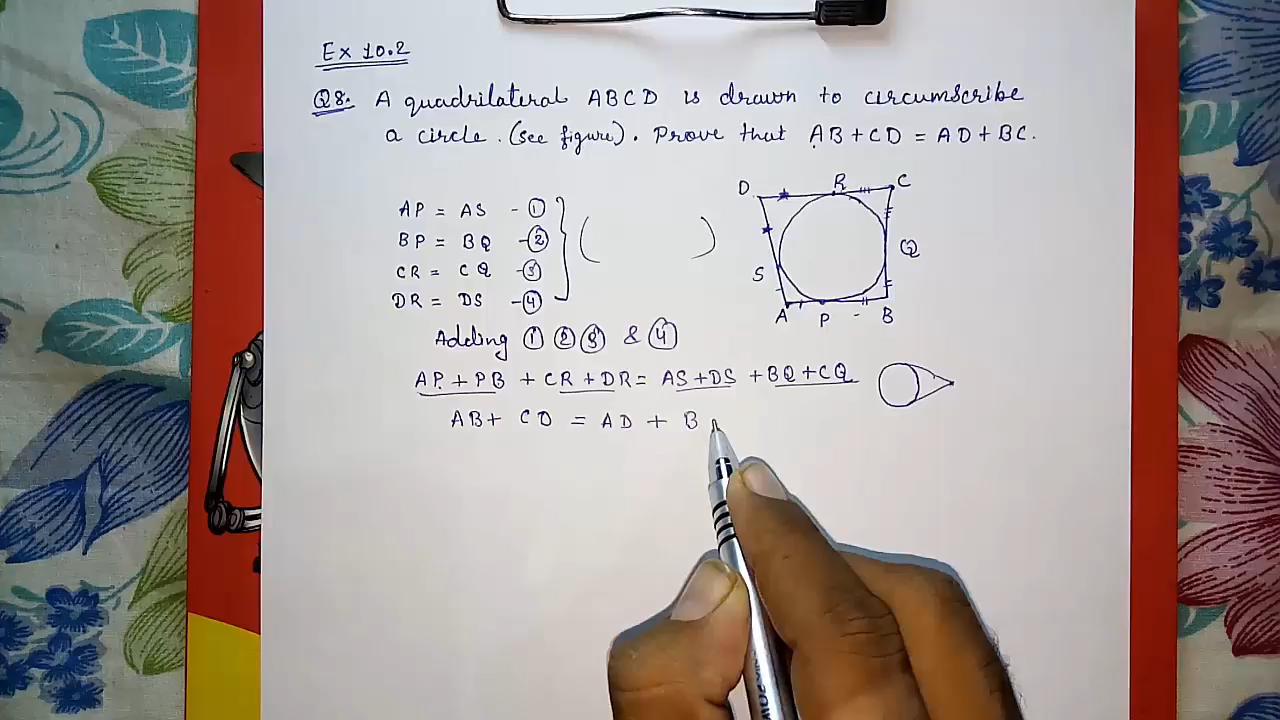 Ex 10.2
Q8. A quadrilateral ABCD is drawn to circumscribe
a circle. (see figure). Prove that AB + CD = AD + BC.
AP = AS - ①
BP = BQ - ②
CR = CQ - ③
DR = DS - ④
D R C
Q
S
A P B
Adding ① ② ③ & ④
AP + PB + CR + DR = AS + DS + BQ + CQ
AB + CD = AD + B